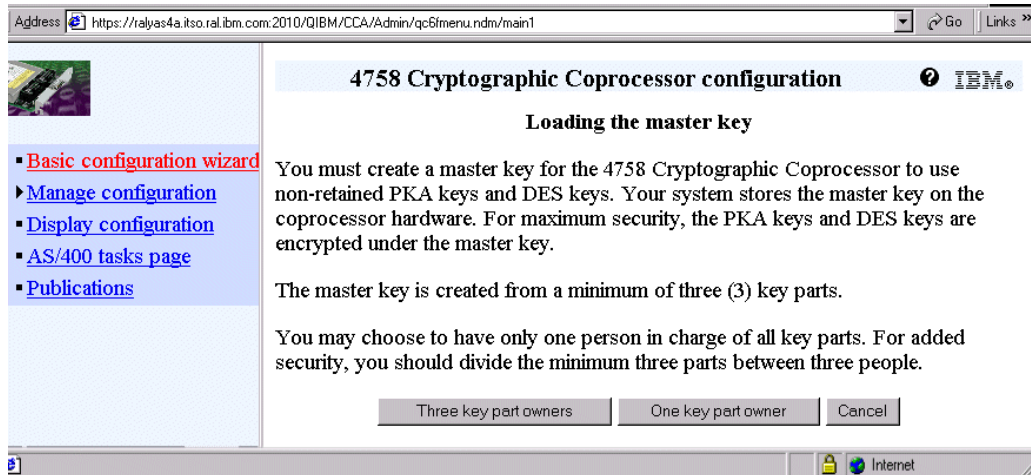 Address https://ralyas4a.itso.ral.ibm.com:2010/QIBM/CCA/Admin/qc6fmenu.ndm/main1 Go Links »
4758 Cryptographic Coprocessor configuration ? IBM®
Loading the master key
Basic configuration wizard
Manage configuration
Display configuration
AS/400 tasks page
Publications
You must create a master key for the 4758 Cryptographic Coprocessor to use
non-retained PKA keys and DES keys. Your system stores the master key on the
coprocessor hardware. For maximum security, the PKA keys and DES keys are
encrypted under the master key.
The master key is created from a minimum of three (3) key parts.
You may choose to have only one person in charge of all key parts. For added
security, you should divide the minimum three parts between three people.
Three key part owners One key part owner Cancel
Internet